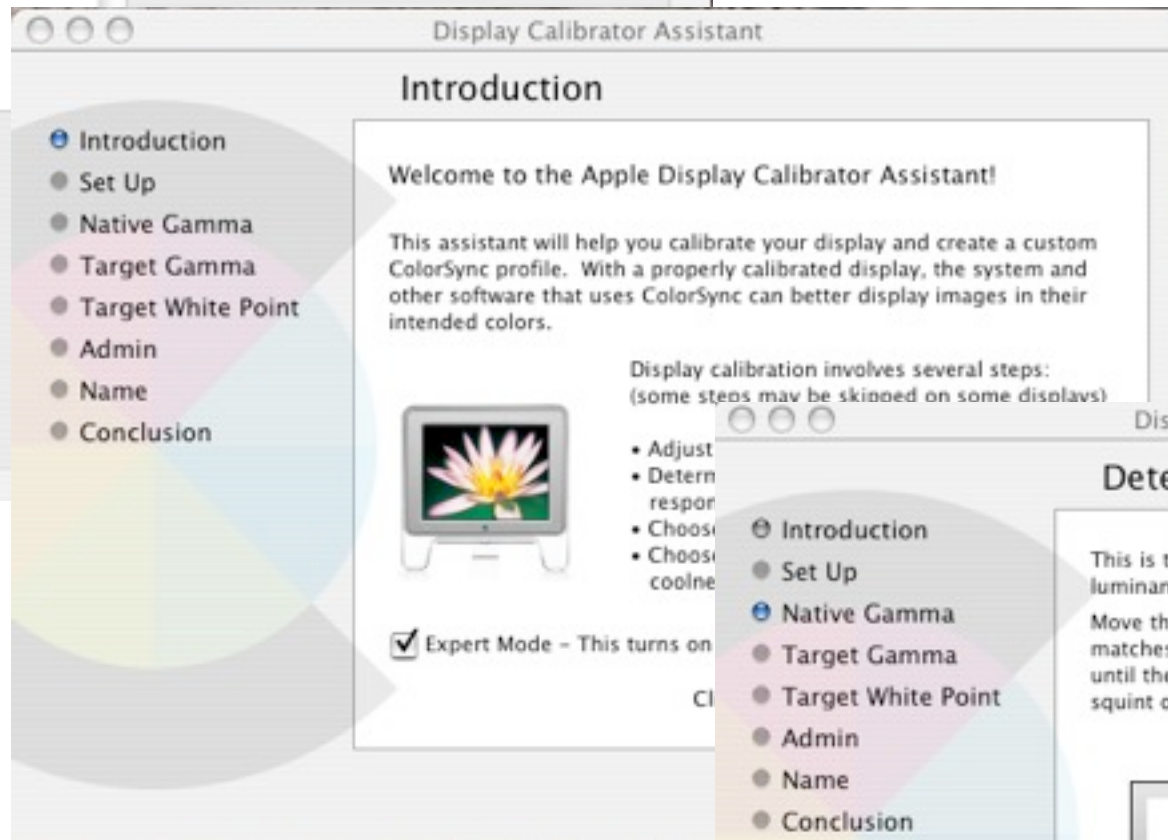 Display Calibrator Assistant
Introduction
Introduction
Set Up
Native Gamma
Target Gamma
Target White Point
Admin
Name
Conclusion
Welcome to the Apple Display Calibrator Assistant!
This assistant will help you calibrate your display and create a custom
ColorSync profile. With a properly calibrated display, the system and
other software that uses ColorSync can better display images in their
intended colors.
Display calibration involves several steps:
(some steps may be skipped on some displays)
• Adjust
• Determ
respon
• Choose
• Choose
coolne
Expert Mode – This turns on
Cl
Dis
Dete
Introduction
Set Up
Native Gamma
Target Gamma
Target White Point
Admin
Name
Conclusion
This is t
luminan
Move th
matches
until the
squint o